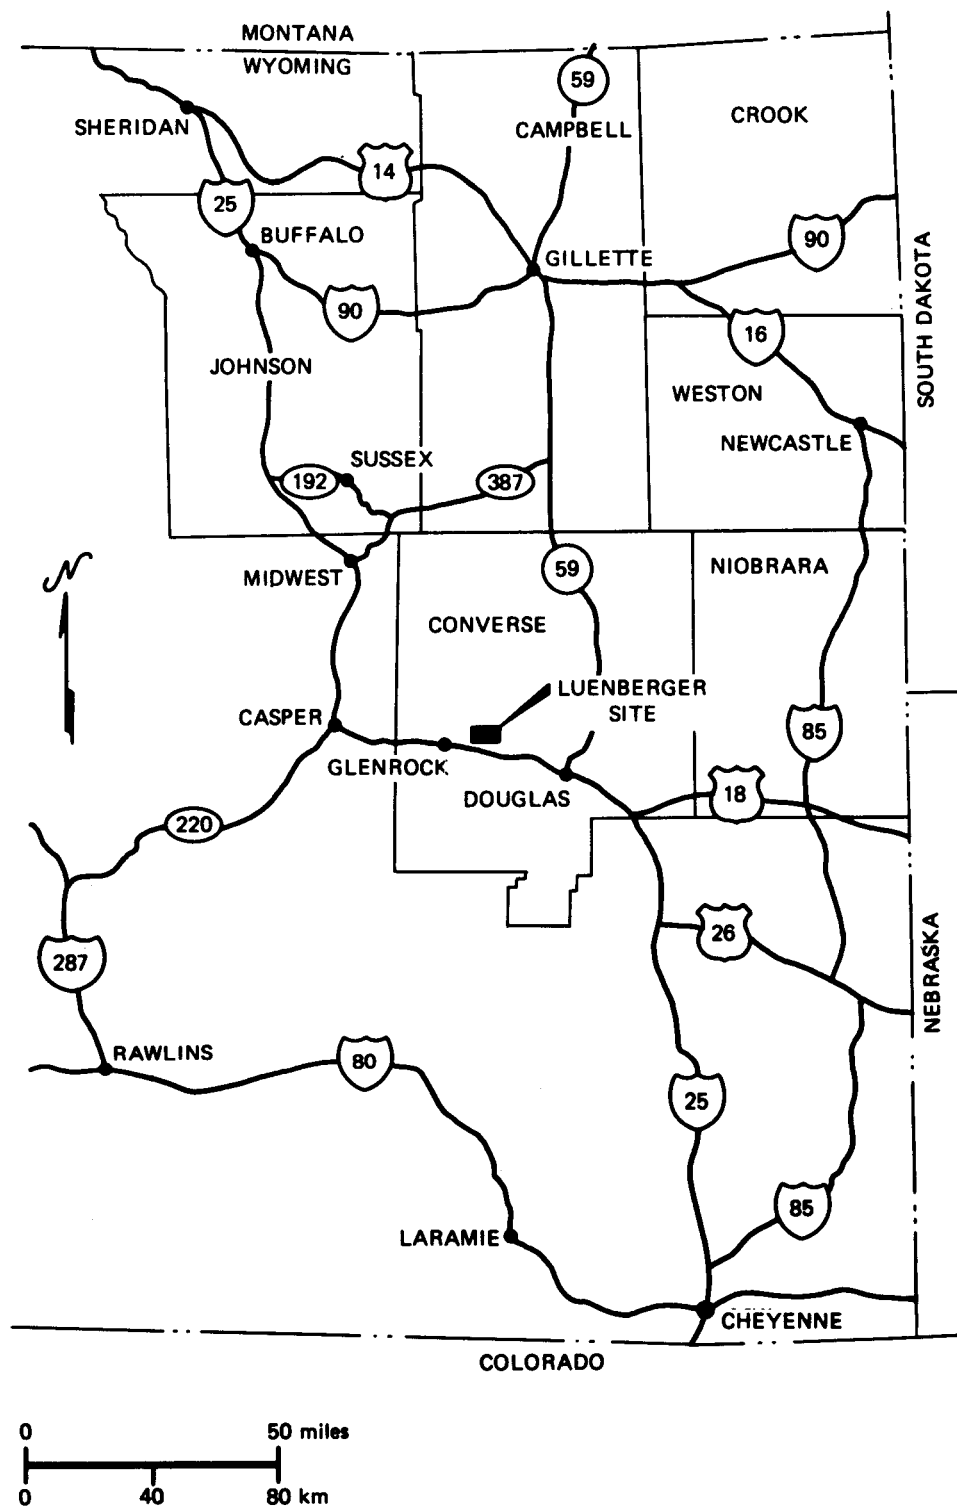 MONTANA
WYOMING
59
CROOK
SHERIDAN
CAMPBELL
14
25
BUFFALO
GILLETTE
90
90
SOUTH DAKOTA
16
JOHNSON
WESTON
NEWCASTLE
SUSSEX
192
387
N
MIDWEST
59
NIOBRARA
CONVERSE
LUENBERGER
SITE
CASPER
85
GLENROCK
DOUGLAS
18
220
26
287
NEBRASKA
RAWLINS
80
25
85
LARAMIE
CHEYENNE
COLORADO
0 50 miles
0 40 80 km